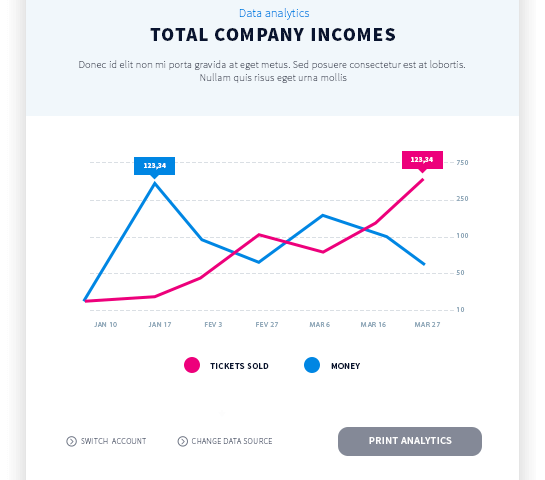 Data analytics
TOTAL COMPANY INCOMES
Donec id elit non mi porta gravida at eget metus. Sed posuere consectetur est at lobortis.
Nullam quis risus eget urna mollis
123,34
123,34
750
250
100
50
10
JAN 10 JAN 17 FEV 3 FEV 27 MAR 6 MAR 16 MAR 27
TICKETS SOLD MONEY
SWITCH ACCOUNT CHANGE DATA SOURCE PRINT ANALYTICS